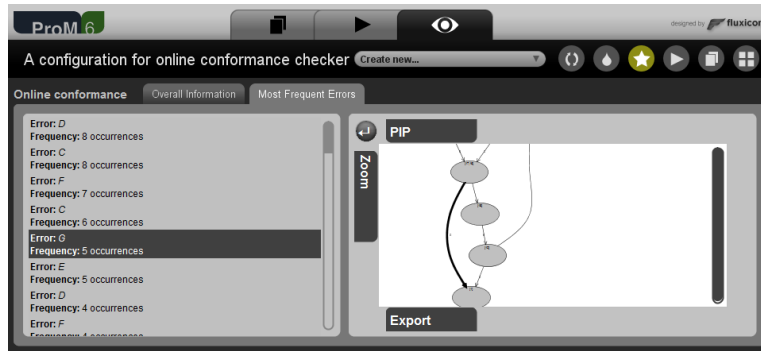 ProM 6
designed by fluxicon
A configuration for online conformance checker
Create new...
Online conformance
Overall Information
Most Frequent Errors
Error: D
Frequency: 8 occurrences
Error: C
Frequency: 8 occurrences
Error: F
Frequency: 7 occurrences
Error: C
Frequency: 6 occurrences
Error: G
Frequency: 5 occurrences
Error: E
Frequency: 5 occurrences
Error: D
Frequency: 4 occurrences
Error: F
PIP
Zoom
Export